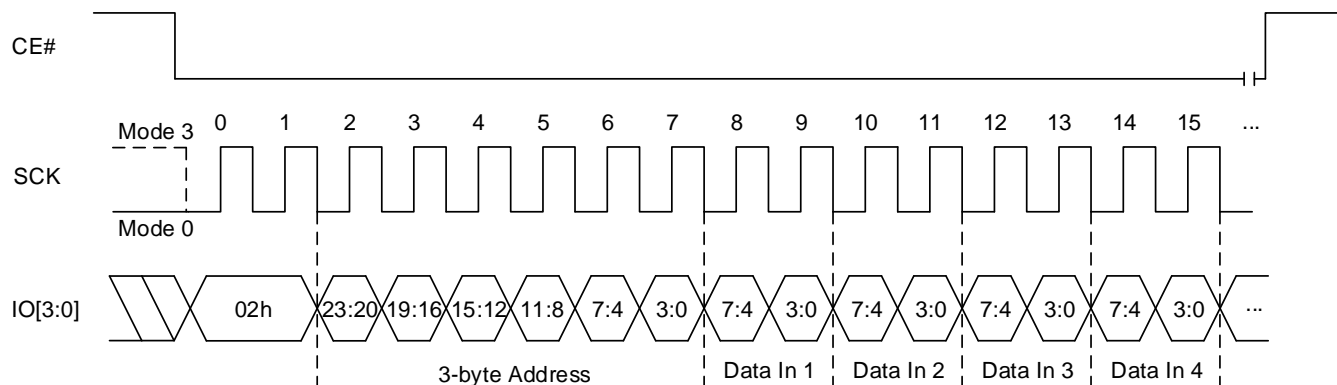 CE#
0 1 2 3 4 5 6 7 8 9 10 11 12 13 14 15 ...
Mode 3
SCK
Mode 0
IO[3:0] 02h 23:20 19:16 15:12 11:8 7:4 3:0 7:4 3:0 7:4 3:0 7:4 3:0 7:4 3:0 ...
3-byte Address Data In 1 Data In 2 Data In 3 Data In 4